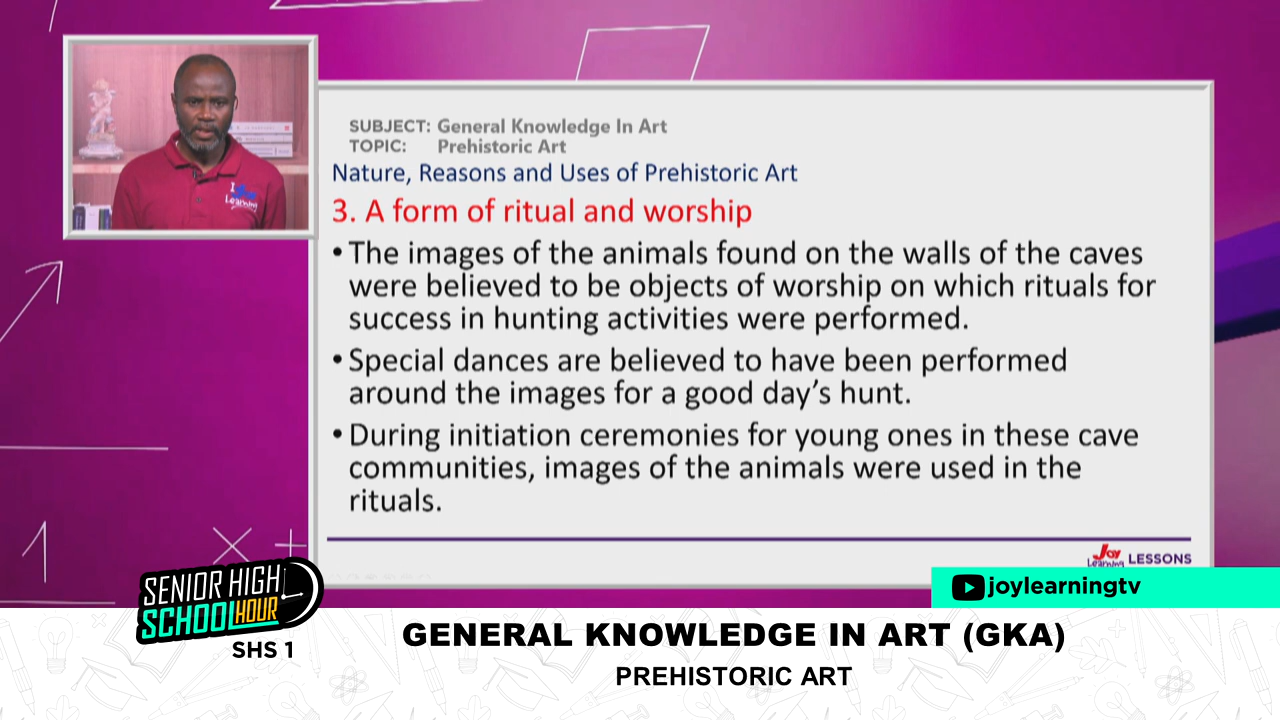 SUBJECT: General Knowledge In Art
TOPIC: Prehistoric Art
Nature, Reasons and Uses of Prehistoric Art
3. A form of ritual and worship
• The images of the animals found on the walls of the caves
were believed to be objects of worship on which rituals for
success in hunting activities were performed.
• Special dances are believed to have been performed
around the images for a good day’s hunt.
• During initiation ceremonies for young ones in these cave
communities, images of the animals were used in the
rituals.
Joy
Learning LESSONS
joylearningtv
SENIOR HIGH
SCHOOL HOUR
SHS 1
GENERAL KNOWLEDGE IN ART (GKA)
PREHISTORIC ART